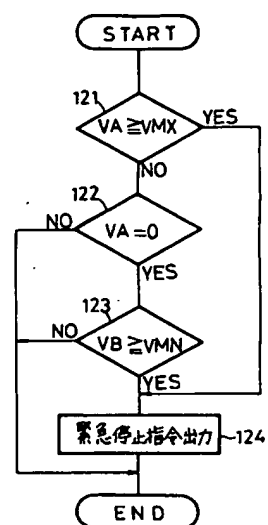 START
121
VA≧VMX
YES
NO
122
NO
VA=0
YES
123
NO
VB≧VMN
YES
緊急停止指令出力
124
END